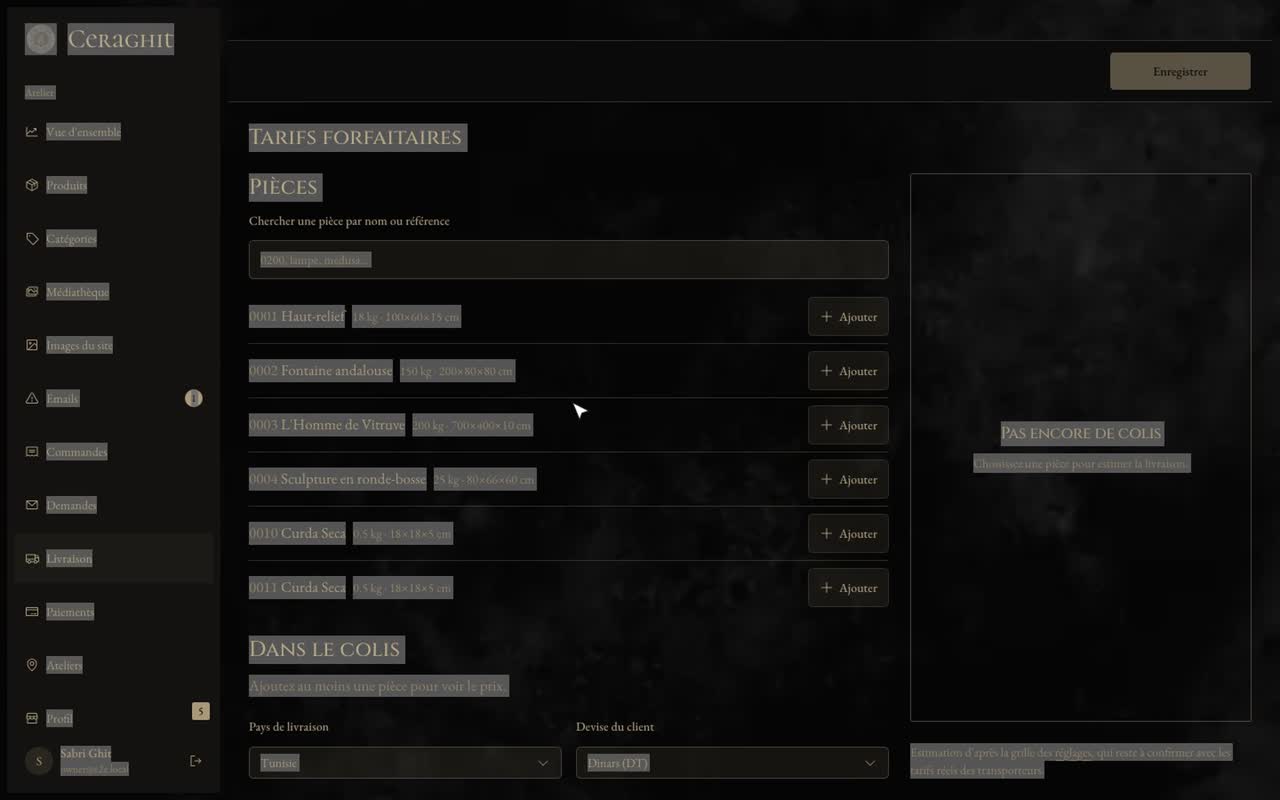 Ceraghit
Atelier
Vue d'ensemble
Produits
Catégories
Médiathèque
Images du site
Emails
1
Commandes
Demandes
Livraison
Paiements
Ateliers
Profil
5
S
Sabri Ghit
owner@e2e.local
Enregistrer
Tarifs forfaitaires
Pièces
Chercher une pièce par nom ou référence
0200, lampe, medusa…
0001 Haut-relief 18 kg · 100×60×15 cm
Ajouter
0002 Fontaine andalouse 150 kg · 200×80×80 cm
Ajouter
0003 L'Homme de Vitruve 200 kg · 700×400×10 cm
Ajouter
0004 Sculpture en ronde-bosse 25 kg · 80×66×60 cm
Ajouter
0010 Curda Seca 0.5 kg · 18×18×5 cm
Ajouter
0011 Curda Seca 0.5 kg · 18×18×5 cm
Ajouter
Dans le colis
Ajoutez au moins une pièce pour voir le prix.
Pays de livraison
Tunisie
Devise du client
Dinars (DT)
Pas encore de colis
Choisissez une pièce pour estimer la livraison.
Estimation d'après la grille des réglages, qui reste à confirmer avec les
tarifs réels des transporteurs.